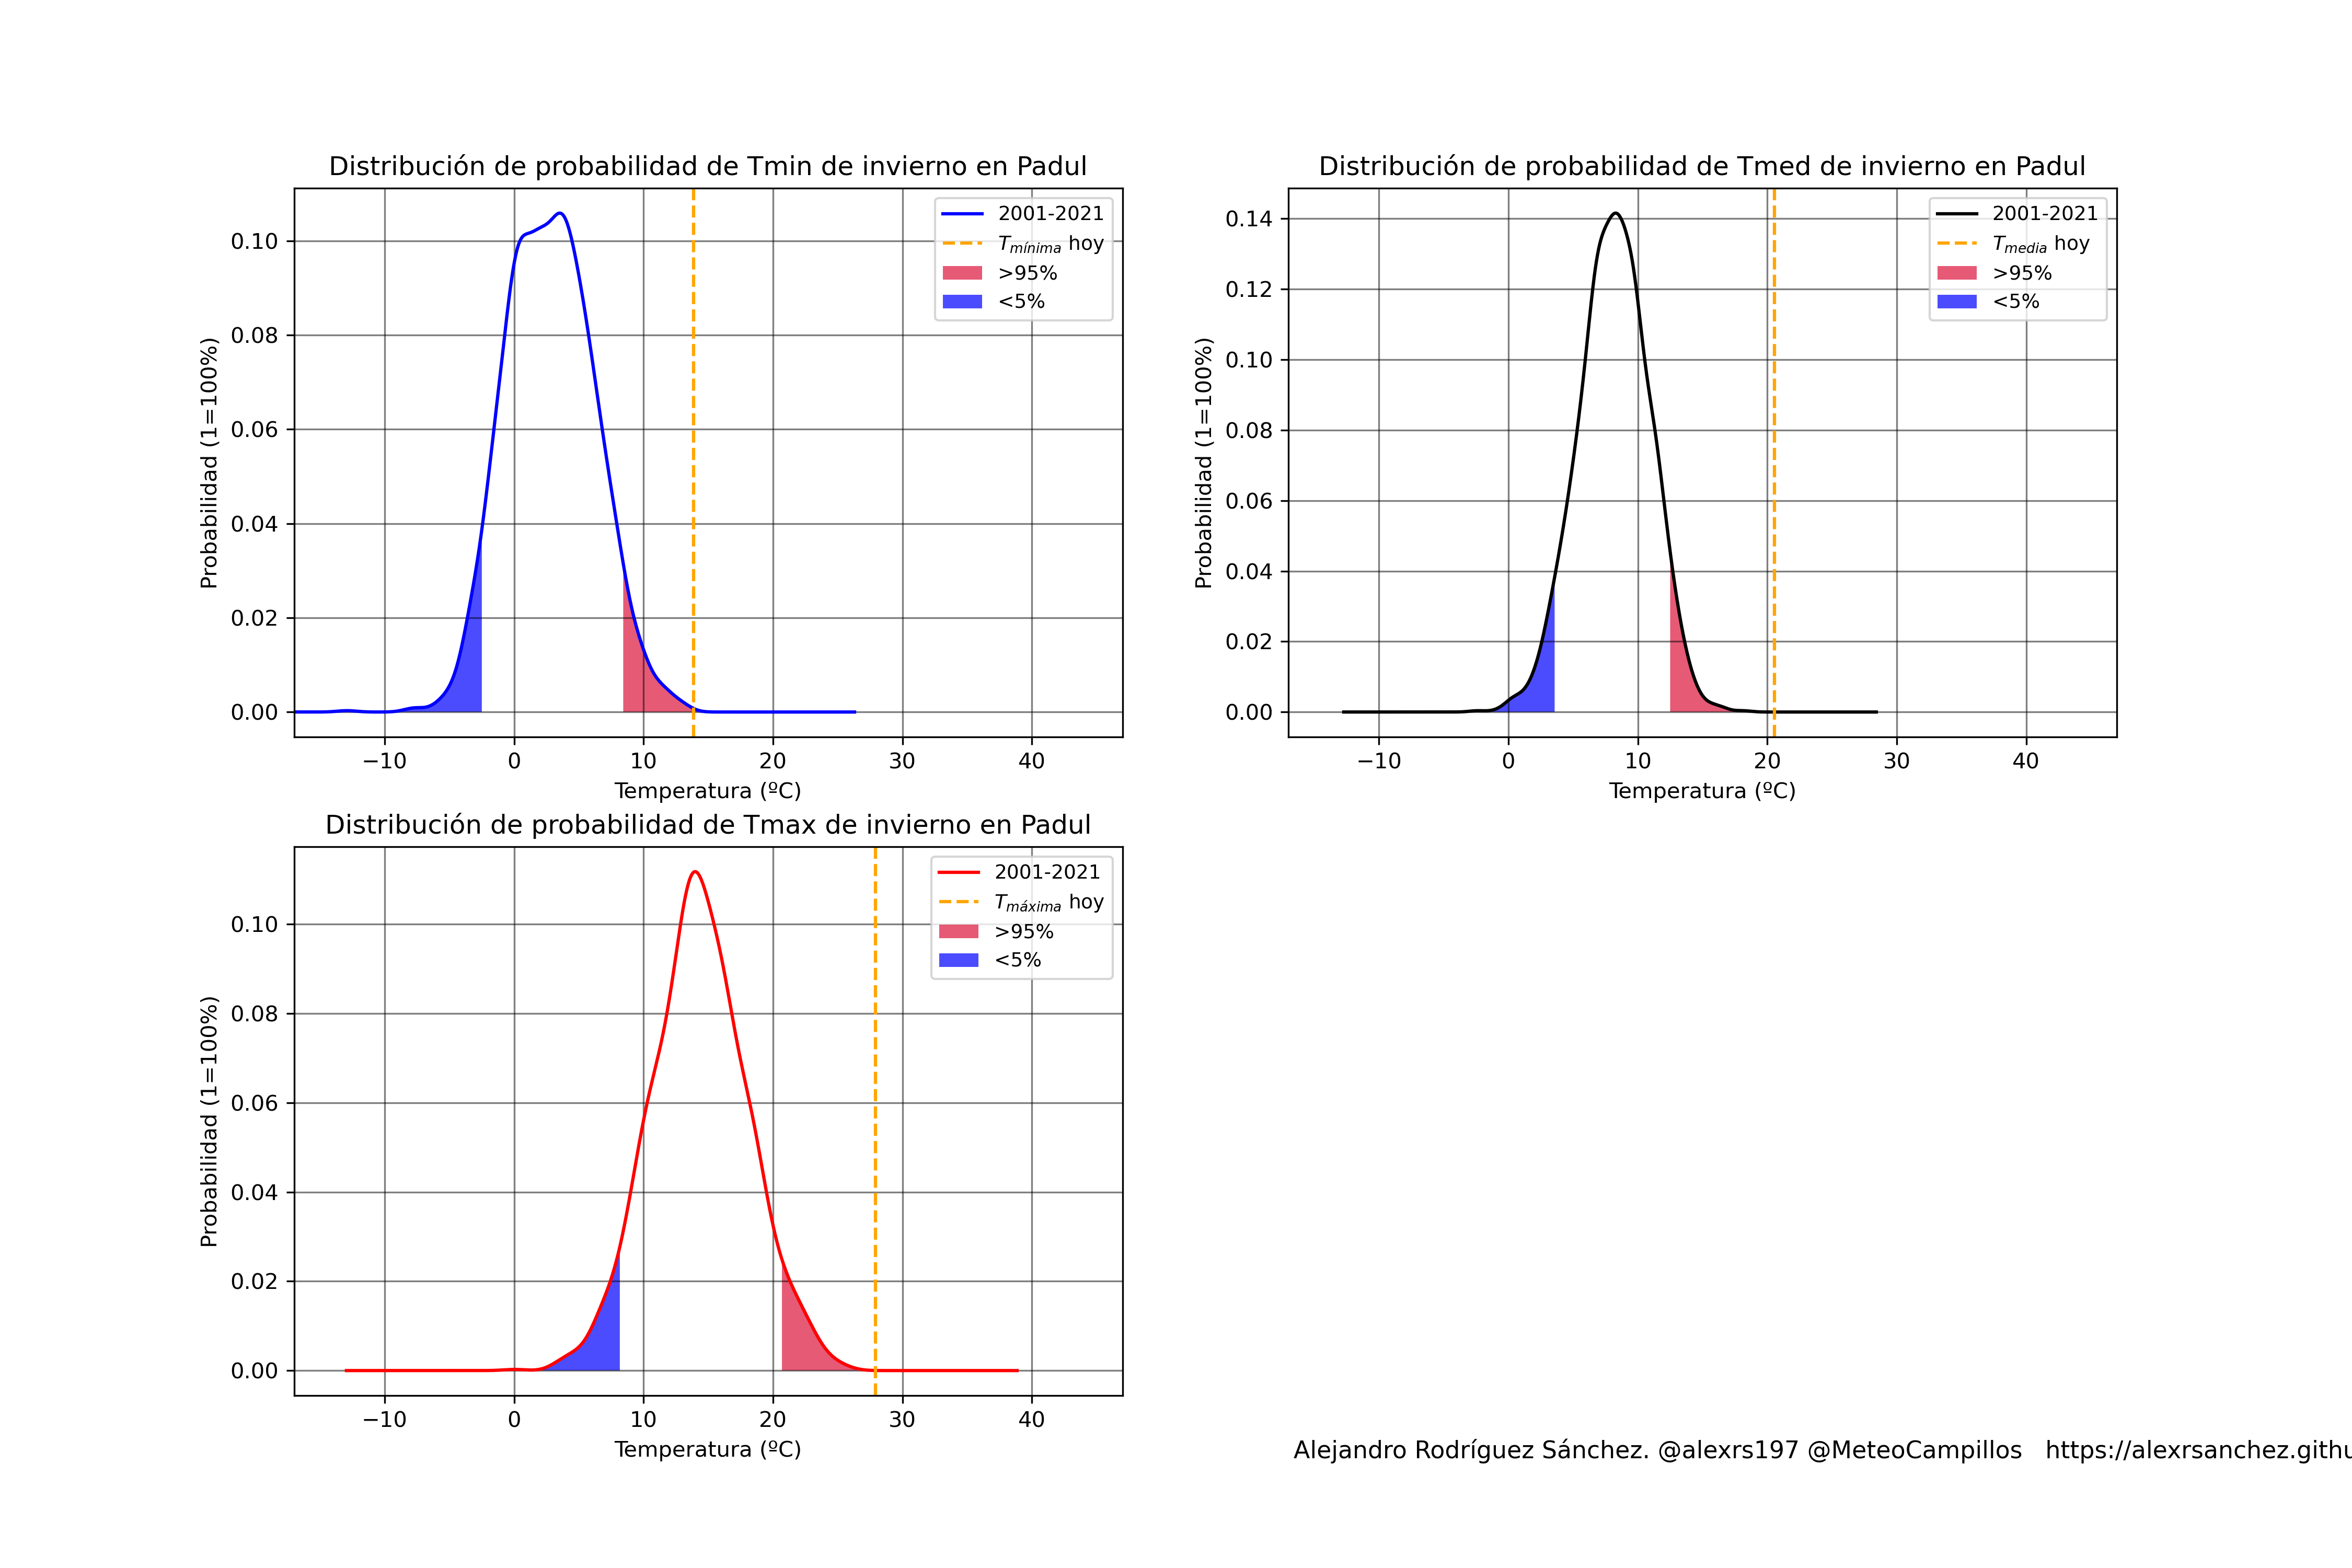 Distribución de probabilidad de Tmin de invierno en Padul
Probabilidad (1=100%)
0.10
0.08
0.06
0.04
0.02
0.00
2001-2021
Tmínima hoy
>95%
<5%
−10 0 10 20 30 40
Temperatura (ºC)
Distribución de probabilidad de Tmed de invierno en Padul
Probabilidad (1=100%)
0.14
0.12
0.10
0.08
0.06
0.04
0.02
0.00
2001-2021
Tmedia hoy
>95%
<5%
−10 0 10 20 30 40
Temperatura (ºC)
Distribución de probabilidad de Tmax de invierno en Padul
Probabilidad (1=100%)
0.10
0.08
0.06
0.04
0.02
0.00
2001-2021
Tmáxima hoy
>95%
<5%
−10 0 10 20 30 40
Temperatura (ºC)
Alejandro Rodríguez Sánchez. @alexrs197 @MeteoCampillos https://alexrsanchez.githu